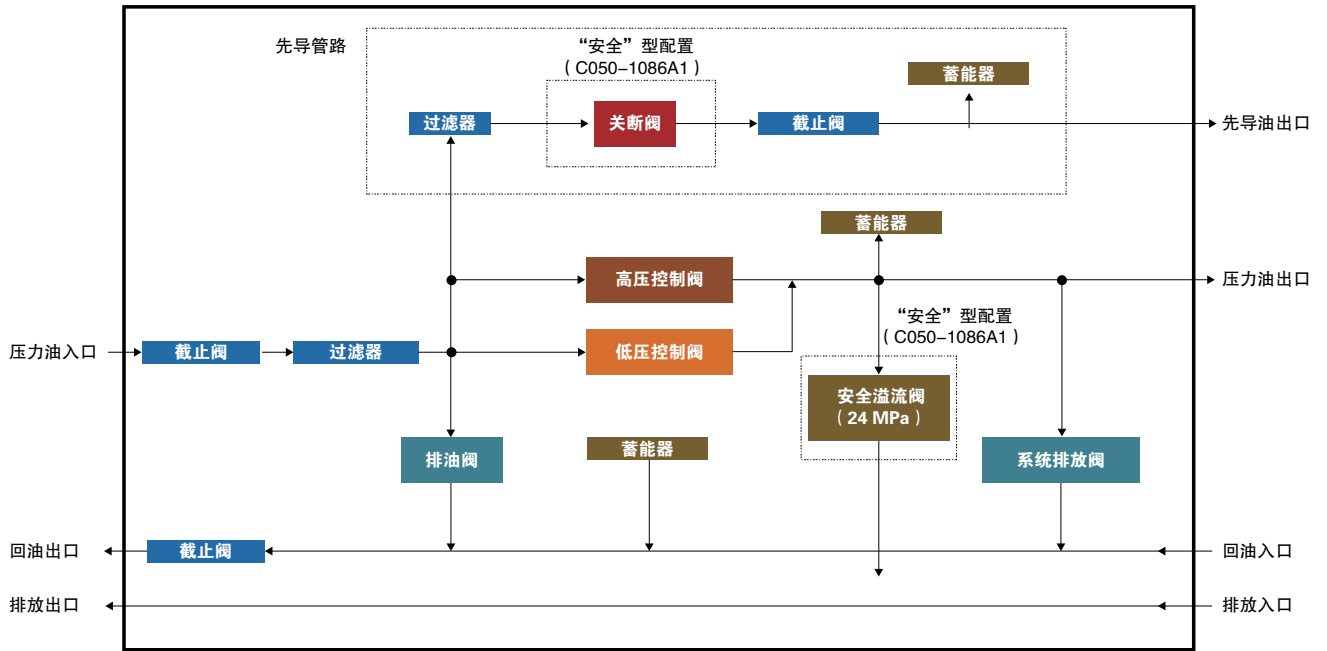 先导管路
“安全”型配置
（C050–1086A1）
蓄能器
过滤器
关断阀
截止阀
先导油出口
蓄能器
高压控制阀
压力油出口
“安全”型配置
（C050–1086A1）
压力油入口
截止阀
过滤器
低压控制阀
安全溢流阀
（24 MPa）
排油阀
蓄能器
系统排放阀
回油出口
截止阀
回油入口
排放出口
排放入口